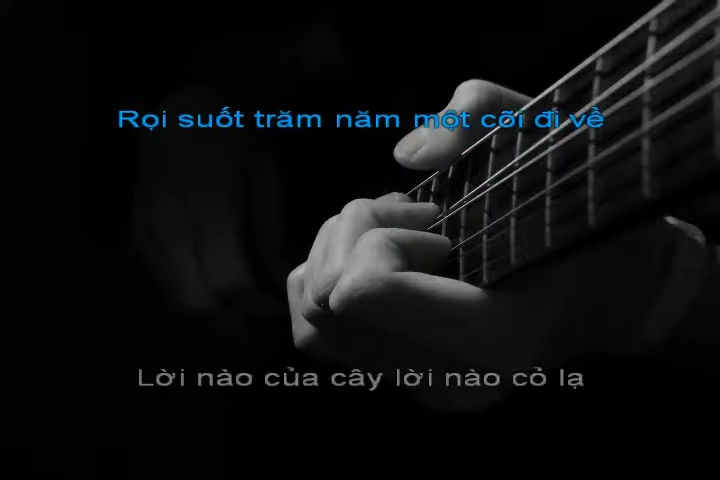 Rọi suốt trăm năm một cõi đi về
Lời nào của cây lời nào cỏ lạ